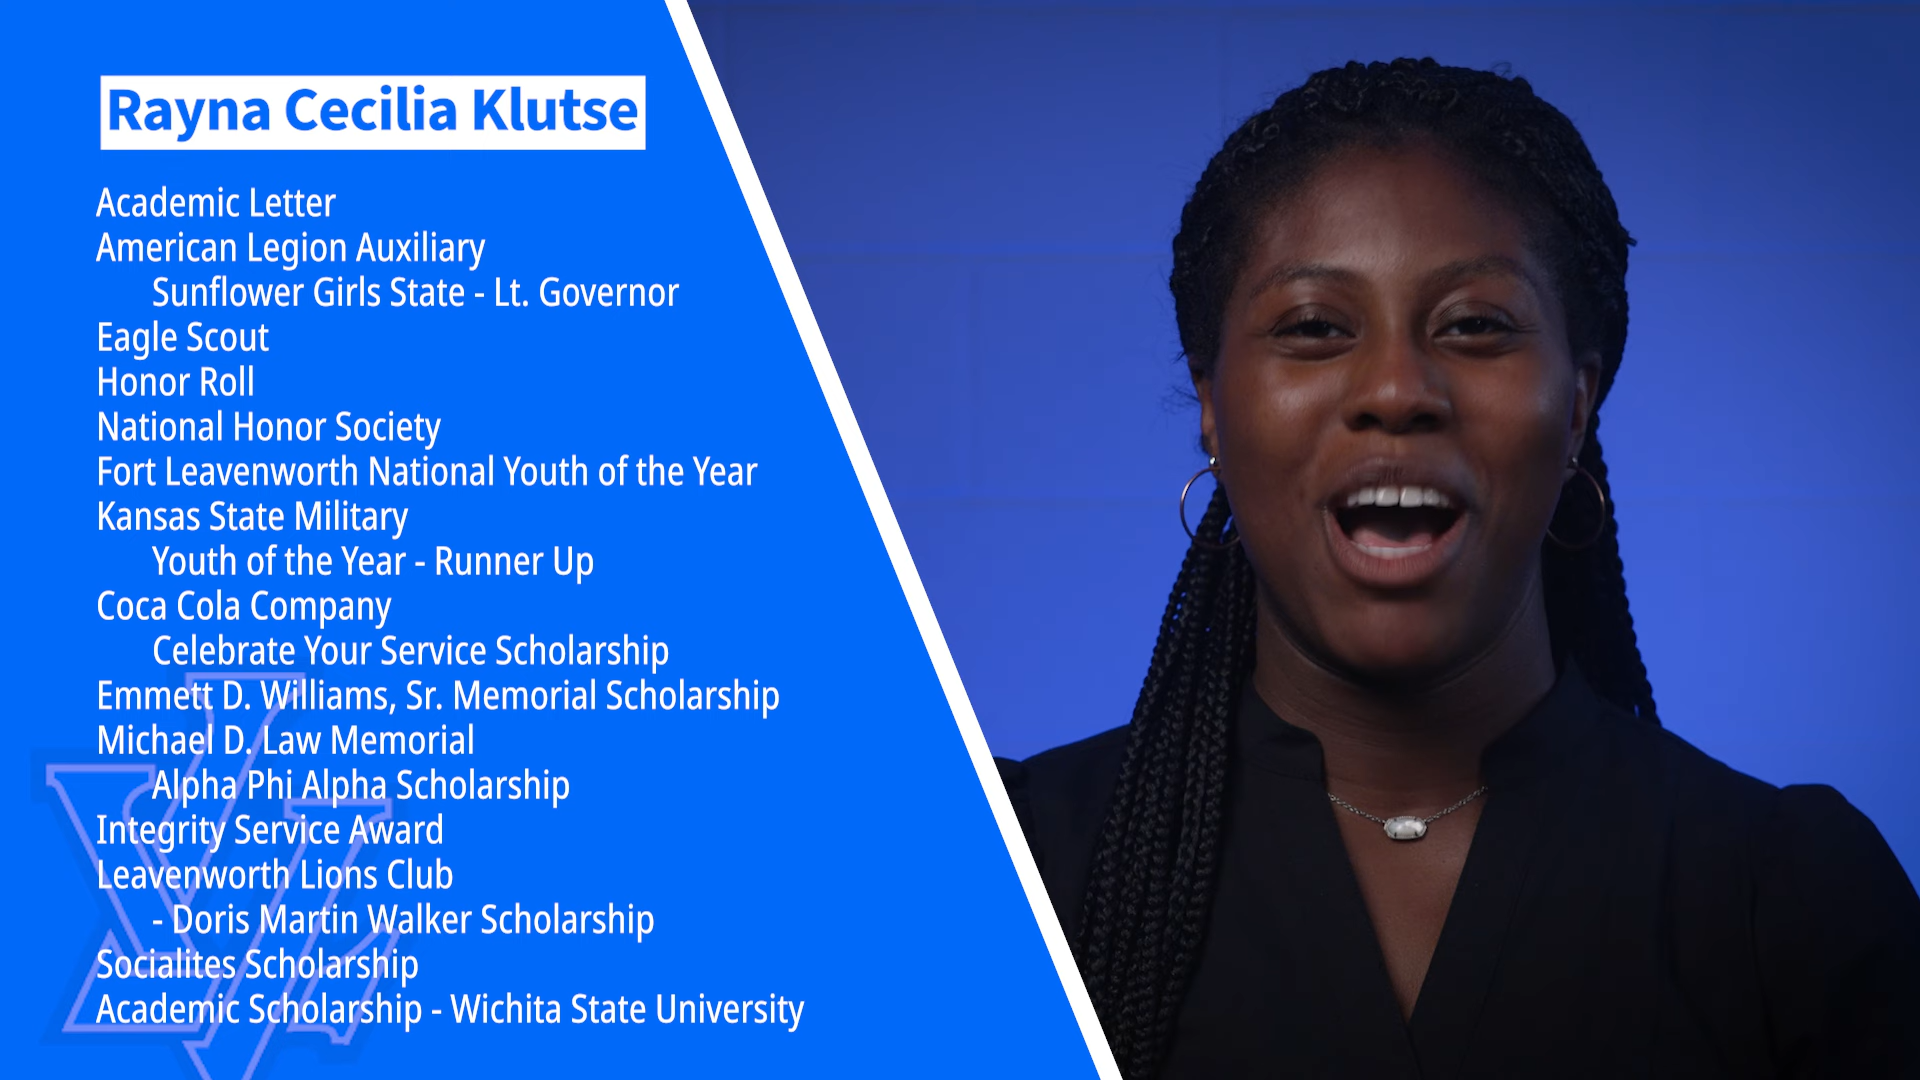 Rayna Cecilia Klutse
Academic Letter
American Legion Auxiliary
Sunflower Girls State - Lt. Governor
Eagle Scout
Honor Roll
National Honor Society
Fort Leavenworth National Youth of the Year
Kansas State Military
Youth of the Year - Runner Up
Coca Cola Company
Celebrate Your Service Scholarship
Emmett D. Williams, Sr. Memorial Scholarship
Michael D. Law Memorial
Alpha Phi Alpha Scholarship
Integrity Service Award
Leavenworth Lions Club
- Doris Martin Walker Scholarship
Socialites Scholarship
Academic Scholarship - Wichita State University